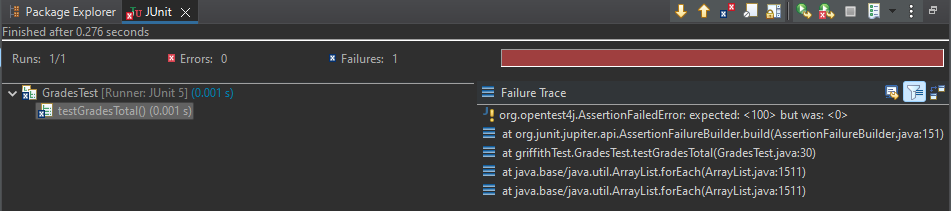 Package Explorer JUnit
Finished after 0.276 seconds
Runs: 1/1 Errors: 0 Failures: 1
GradesTest [Runner: JUnit 5] (0.001 s)
testGradesTotal() (0.001 s)
Failure Trace
org.opentest4j.AssertionFailedError: expected: <100> but was: <0>
at org.junit.jupiter.api.AssertionFailureBuilder.build(AssertionFailureBuilder.java:151)
at griffithTest.GradesTest.testGradesTotal(GradesTest.java:30)
at java.base/java.util.ArrayList.forEach(ArrayList.java:1511)
at java.base/java.util.ArrayList.forEach(ArrayList.java:1511)